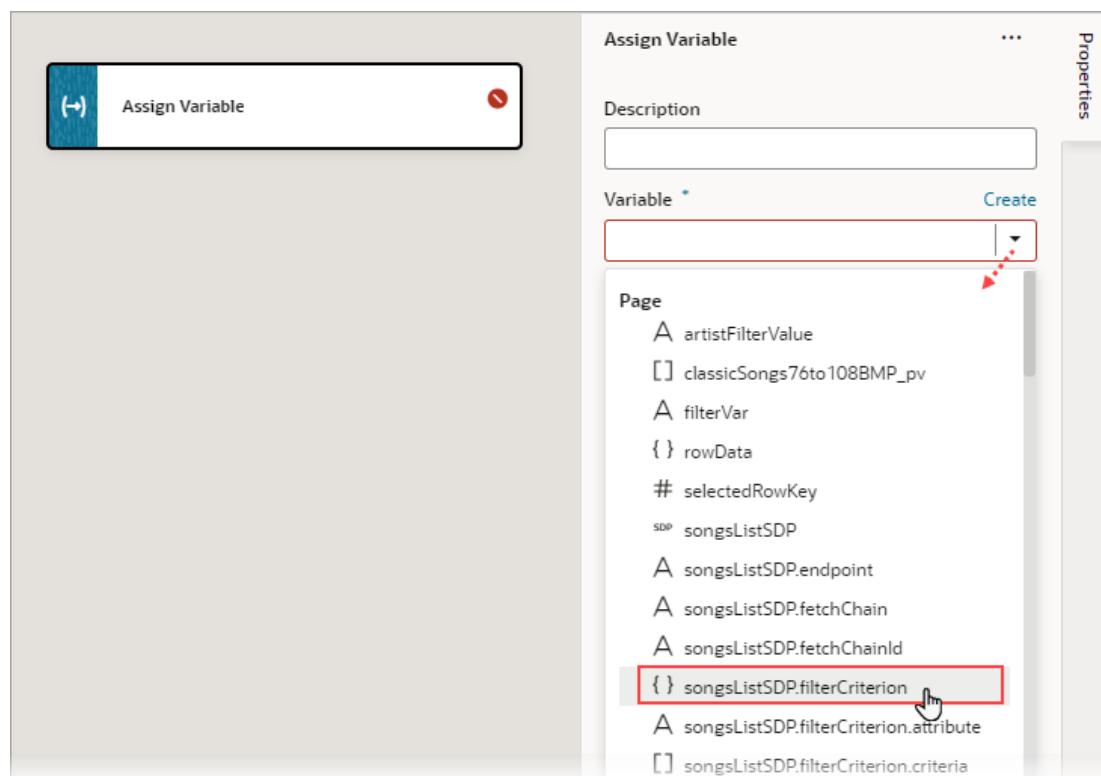 Assign Variable
Assign Variable ...
Properties
Description
Variable * Create
Page
A artistFilterValue
[] classicSongs76to108BMP_pv
A filterVar
{ } rowData
# selectedRowKey
SDP songsListSDP
A songsListSDP.endpoint
A songsListSDP.fetchChain
A songsListSDP.fetchChainId
{ } songsListSDP.filterCriterion
A songsListSDP.filterCriterion.attribute
[] songsListSDP.filterCriterion.criteria